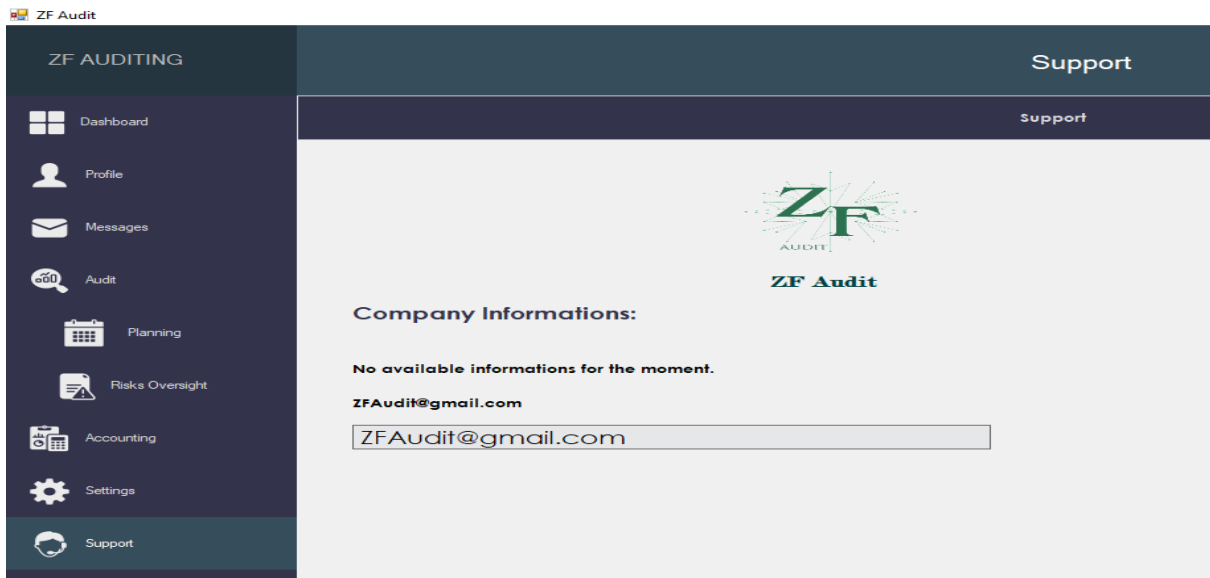 ZF Audit
ZF AUDITING
Support
Dashboard
Support
Profile
Messages
Audit
Planning
Risks Oversight
Accounting
Settings
Support
ZF
AUDIT
ZF Audit
Company Informations:
No available informations for the moment.
ZFAudit@gmail.com
ZFAudit@gmail.com